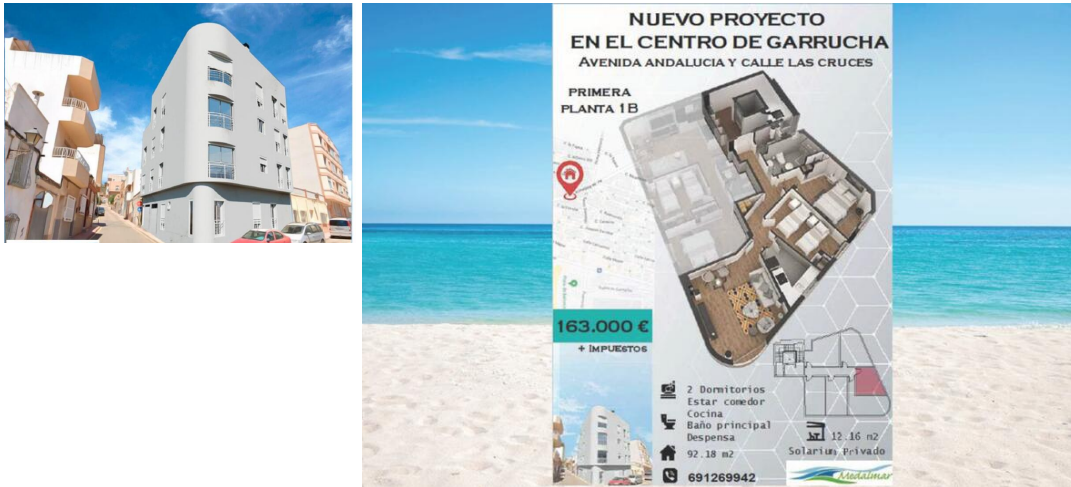 NUEVO PROYECTO
EN EL CENTRO DE GARRUCHA
AVENIDA ANDALUCIA Y CALLE LAS CRUCES
PRIMERA
PLANTA 1B
163.000 €
+ IMPUESTOS
2 Dormitorios
Estar comedor
Cocina
Baño principal
Despensa
92.18 m2
691269942
12.16 m2
Solarium Privado
Medalmar